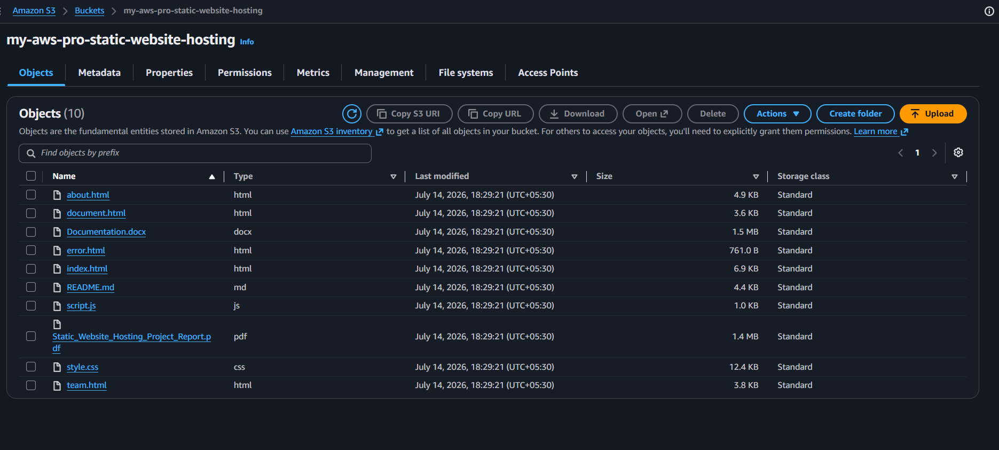 Amazon S3 > Buckets > my-aws-pro-static-website-hosting
my-aws-pro-static-website-hosting Info
Objects Metadata Properties Permissions Metrics Management File systems Access Points
Objects (10) Copy S3 URI Copy URL Download Open Delete Actions Create folder Upload
Objects are the fundamental entities stored in Amazon S3. You can use Amazon S3 inventory to get a list of all objects in your bucket. For others to access your objects, you'll need to explicitly grant them permissions. Learn more
Find objects by prefix 1
Name Type Last modified Size Storage class
about.html html July 14, 2026, 18:29:21 (UTC+05:30) 4.9 KB Standard
document.html html July 14, 2026, 18:29:21 (UTC+05:30) 3.6 KB Standard
Documentation.docx docx July 14, 2026, 18:29:21 (UTC+05:30) 1.5 MB Standard
error.html html July 14, 2026, 18:29:21 (UTC+05:30) 761.0 B Standard
index.html html July 14, 2026, 18:29:21 (UTC+05:30) 6.9 KB Standard
README.md md July 14, 2026, 18:29:21 (UTC+05:30) 4.4 KB Standard
script.js js July 14, 2026, 18:29:21 (UTC+05:30) 1.0 KB Standard
Static_Website_Hosting_Project_Report.p pdf July 14, 2026, 18:29:21 (UTC+05:30) 1.4 MB Standard
df
style.css css July 14, 2026, 18:29:21 (UTC+05:30) 12.4 KB Standard
team.html html July 14, 2026, 18:29:21 (UTC+05:30) 3.8 KB Standard